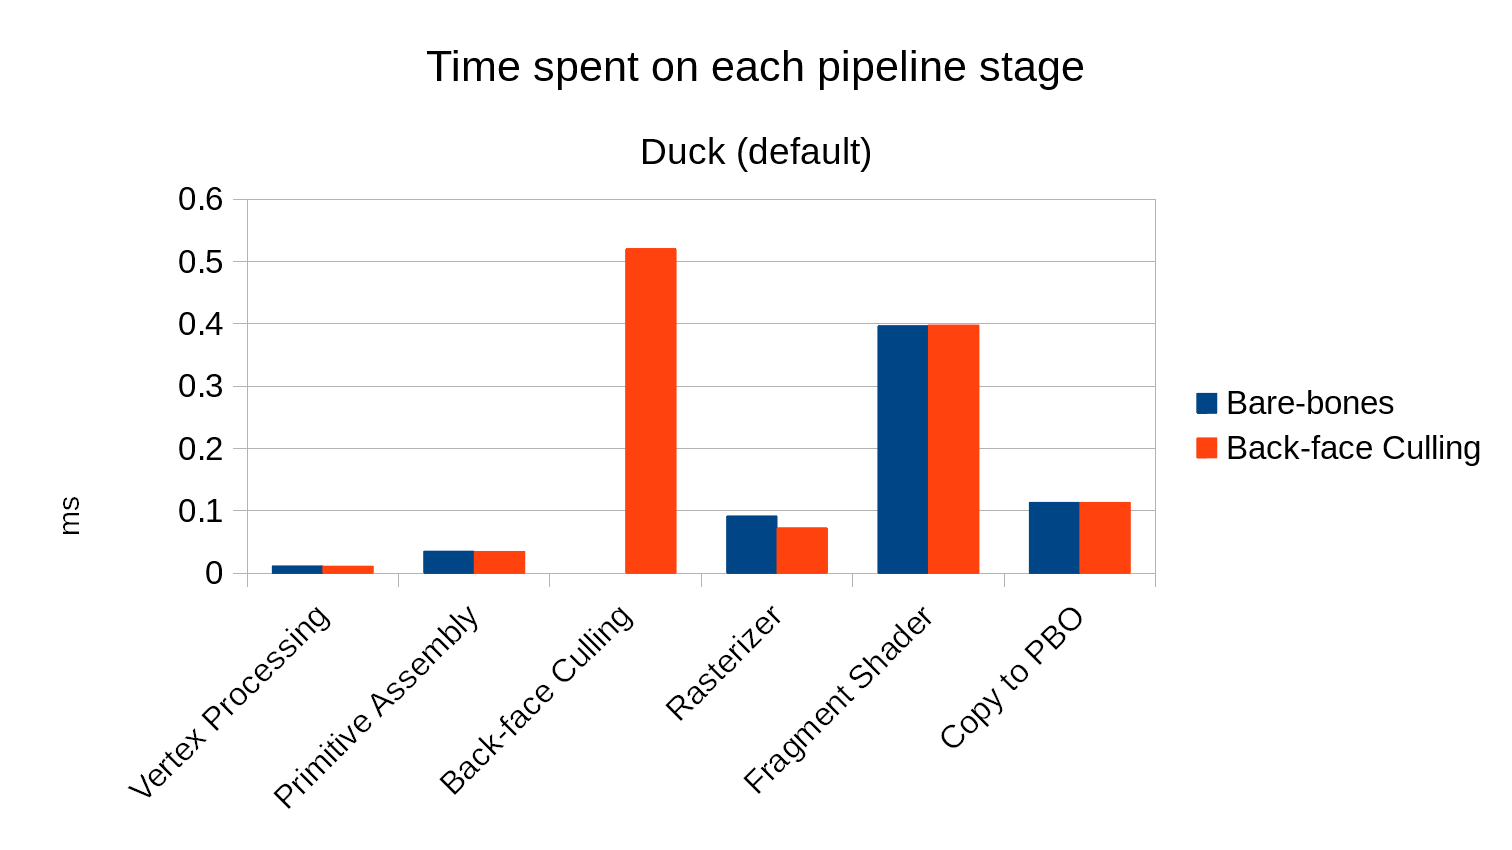 Time spent on each pipeline stage
Duck (default)
0.6
0.5
0.4
0.3
0.2
0.1
0
ms
Vertex Processing
Primitive Assembly
Back-face Culling
Rasterizer
Fragment Shader
Copy to PBO
Bare-bones
Back-face Culling